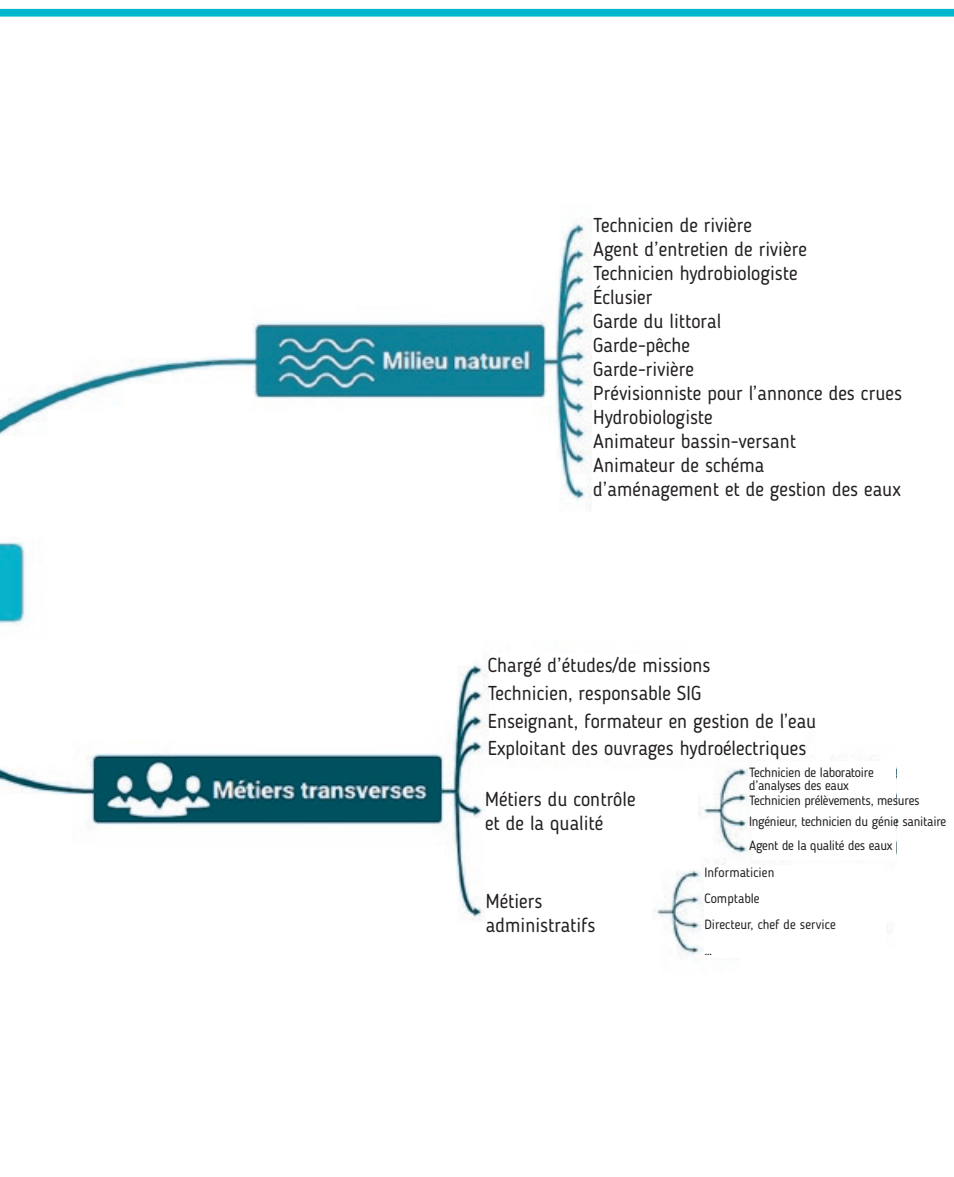 Milieu naturel
Technicien de rivière
Agent d'entretien de rivière
Technicien hydrobiologiste
Éclusier
Garde du littoral
Garde-pêche
Garde-rivière
Prévisionniste pour l'annonce des crues
Hydrobiologiste
Animateur bassin-versant
Animateur de schéma
d'aménagement et de gestion des eaux
Métiers transverses
Chargé d'études/de missions
Technicien, responsable SIG
Enseignant, formateur en gestion de l'eau
Exploitant des ouvrages hydroélectriques
Métiers du contrôle
et de la qualité
Technicien de laboratoire
d'analyses des eaux
Technicien prélèvements, mesures
Ingénieur, technicien du génie sanitaire
Agent de la qualité des eaux
Métiers
administratifs
Informaticien
Comptable
Directeur, chef de service
...